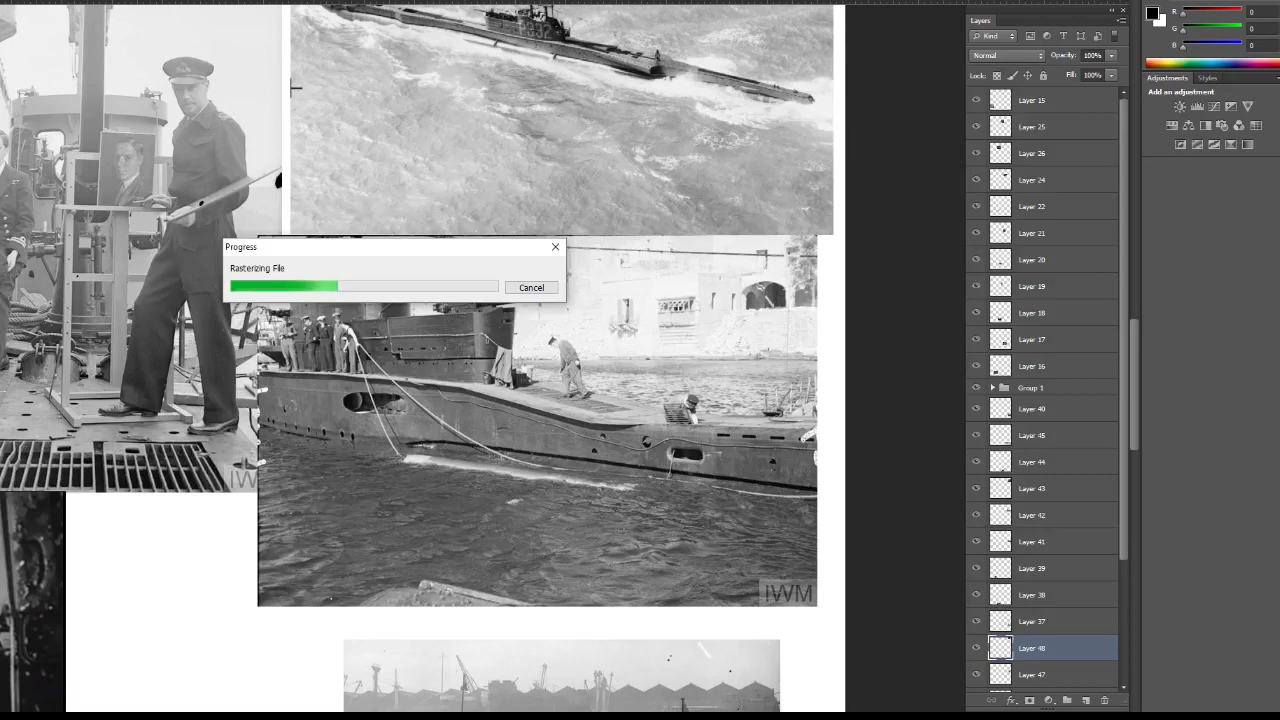 P332
IWM
Progress
Rasterizing File
Cancel
IWM
Layers
Kind
Normal
Opacity:
100%
Lock:
Fill:
100%
Layer 15
Layer 25
Layer 26
Layer 24
Layer 22
Layer 21
Layer 20
Layer 19
Layer 18
Layer 17
Layer 16
Group 1
Layer 40
Layer 45
Layer 44
Layer 43
Layer 42
Layer 41
Layer 39
Layer 38
Layer 37
Layer 48
Layer 47
fx
R
0
G
0
B
0
Adjustments
Styles
Add an adjustment